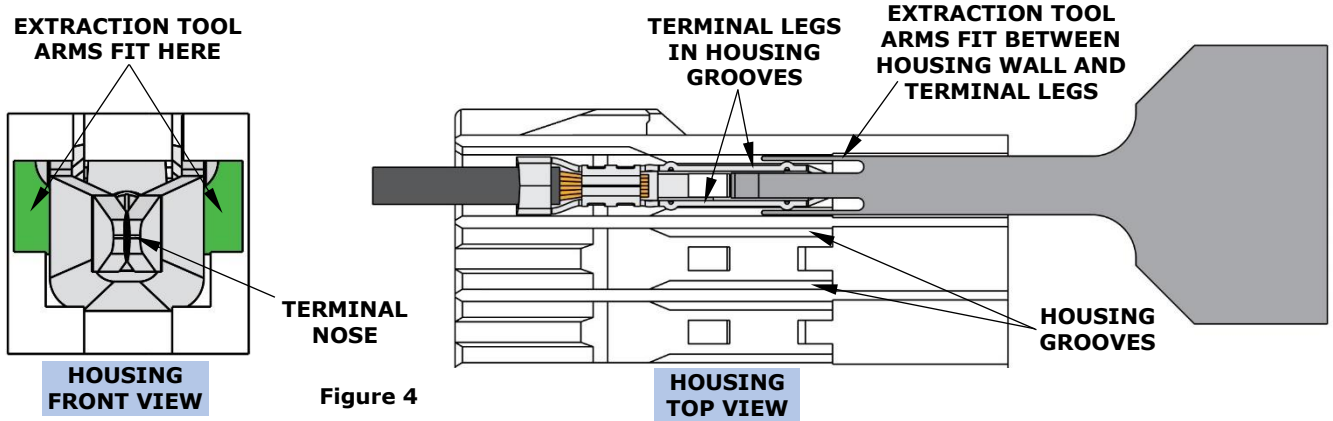 EXTRACTION TOOL
ARMS FIT HERE
TERMINAL
NOSE
HOUSING
FRONT VIEW
Figure 4
TERMINAL LEGS
IN HOUSING
GROOVES
EXTRACTION TOOL
ARMS FIT BETWEEN
HOUSING WALL AND
TERMINAL LEGS
HOUSING
GROOVES
HOUSING
TOP VIEW